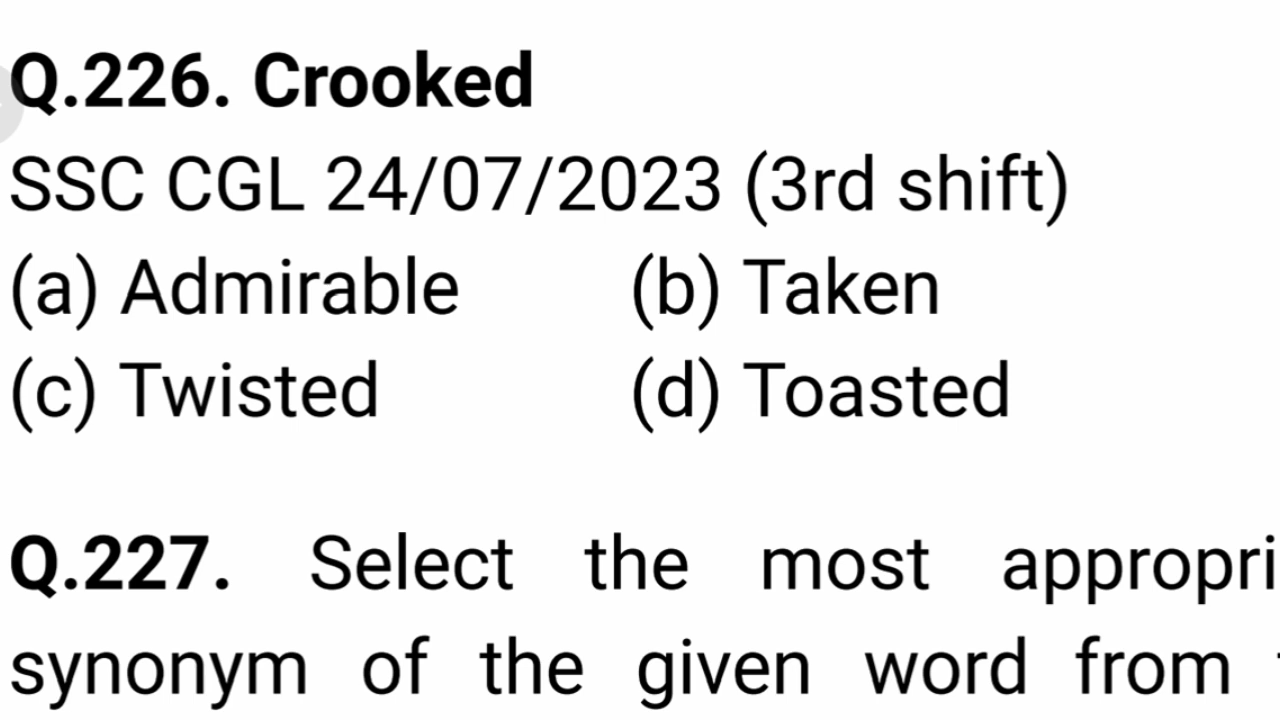 Q.226. Crooked
SSC CGL 24/07/2023 (3rd shift)
(a) Admirable (b) Taken
(c) Twisted (d) Toasted
Q.227. Select the most appropri
synonym of the given word from